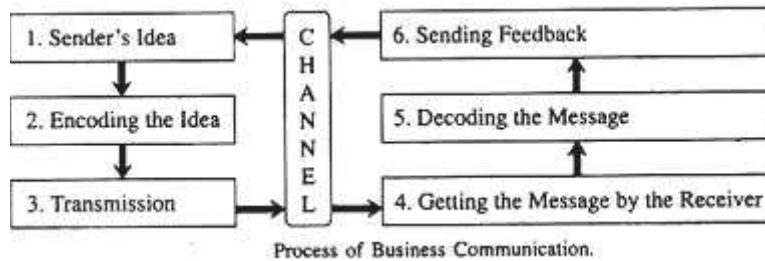 1. Sender's Idea
2. Encoding the Idea
3. Transmission
CHANNEL
6. Sending Feedback
5. Decoding the Message
4. Getting the Message by the Receiver
Process of Business Communication.